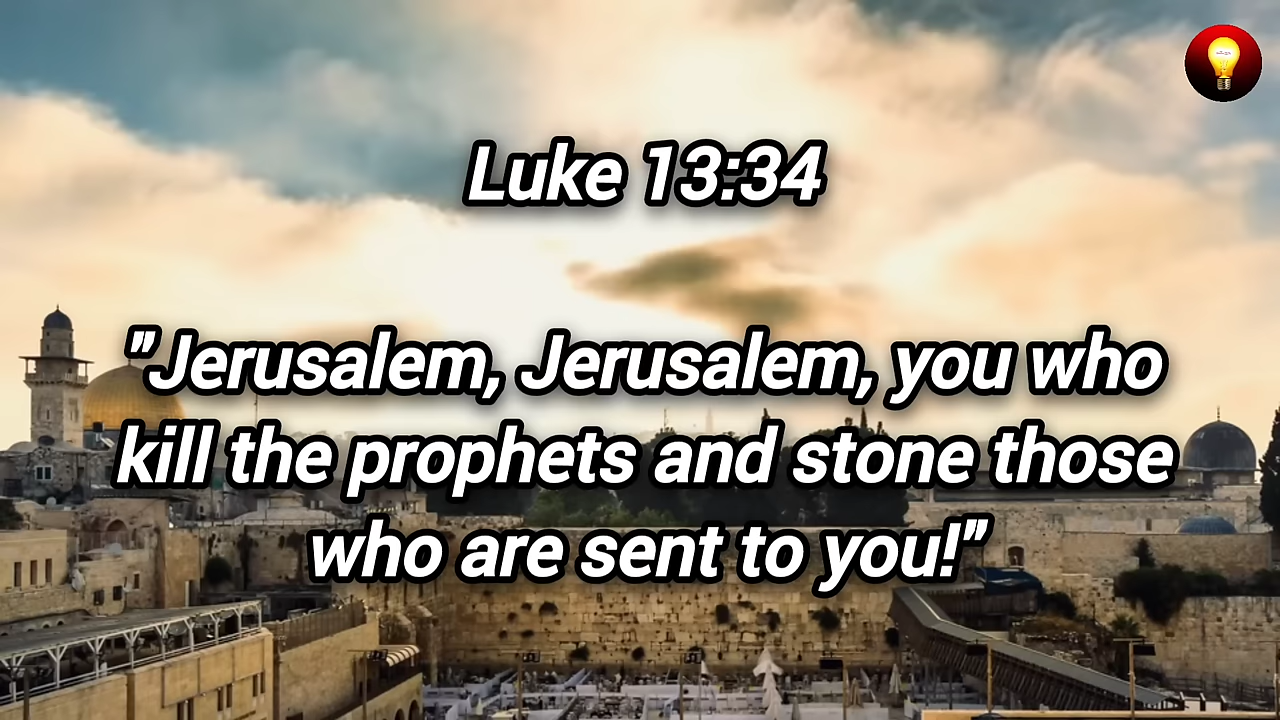 Luke 13:34
"Jerusalem, Jerusalem, you who
kill the prophets and stone those
who are sent to you!"